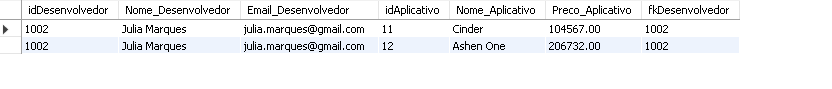 idDesenvolvedor Nome_Desenvolvedor Email_Desenvolvedor idAplicativo Nome_Aplicativo Preco_Aplicativo fkDesenvolvedor
1002 Julia Marques julia.marques@gmail.com 11 Cinder 104567.00 1002
1002 Julia Marques julia.marques@gmail.com 12 Ashen One 206732.00 1002